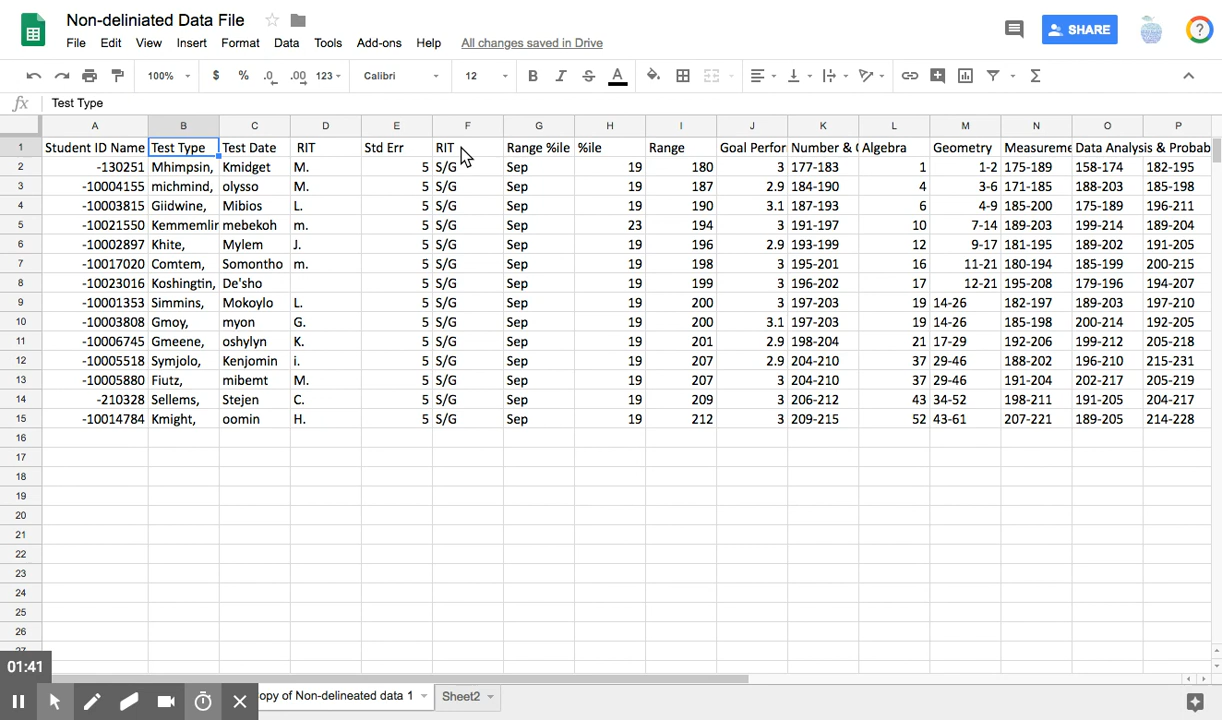 Non-deliniated Data File
File Edit View Insert Format Data Tools Add-ons Help All changes saved in Drive
SHARE
100% $ % .0 .00 123 Calibri 12 B I S A
fx Test Type
A B C D E F G H I J K L M N O P
1 Student ID Name Test Type Test Date RIT Std Err RIT Range %ile %ile Range Goal Perfor Number & ( Algebra Geometry Measureme Data Analysis & Probab
2 -130251 Mhimpsin, Kmidget M. 5 S/G Sep 19 180 3 177-183 1 1-2 175-189 158-174 182-195
3 -10004155 michmind, olysso M. 5 S/G Sep 19 187 2.9 184-190 4 3-6 171-185 188-203 185-198
4 -10003815 Giidwine, Mibios L. 5 S/G Sep 19 190 3.1 187-193 6 4-9 185-200 175-189 196-211
5 -10021550 Kemmemlir mebekoh m. 5 S/G Sep 23 194 3 191-197 10 7-14 189-203 199-214 189-204
6 -10002897 Khite, Mylem J. 5 S/G Sep 19 196 2.9 193-199 12 9-17 181-195 189-202 191-205
7 -10017020 Comtem, Somontho m. 5 S/G Sep 19 198 3 195-201 16 11-21 180-194 185-199 200-215
8 -10023016 Koshingtin, De'sho 5 S/G Sep 19 199 3 196-202 17 12-21 195-208 179-196 194-207
9 -10001353 Simmins, Mokoylo L. 5 S/G Sep 19 200 3 197-203 19 14-26 182-197 189-203 197-210
10 -10003808 Gmoy, myon G. 5 S/G Sep 19 200 3.1 197-203 19 14-26 185-198 200-214 192-205
11 -10006745 Gmeene, oshylyn K. 5 S/G Sep 19 201 2.9 198-204 21 17-29 192-206 199-212 205-218
12 -10005518 Symjolo, Kenjomin i. 5 S/G Sep 19 207 2.9 204-210 37 29-46 188-202 196-210 215-231
13 -10005880 Fiutz, mibemt M. 5 S/G Sep 19 207 3 204-210 37 29-46 191-204 202-217 205-219
14 -210328 Sellems, Stejen C. 5 S/G Sep 19 209 3 206-212 43 34-52 198-211 191-205 204-217
15 -10014784 Kmight, oomin H. 5 S/G Sep 19 212 3 209-215 52 43-61 207-221 189-205 214-228
16
17
18
19
20
21
22
23
24
25
26
27
01:41
opy of Non-delineated data 1 Sheet2